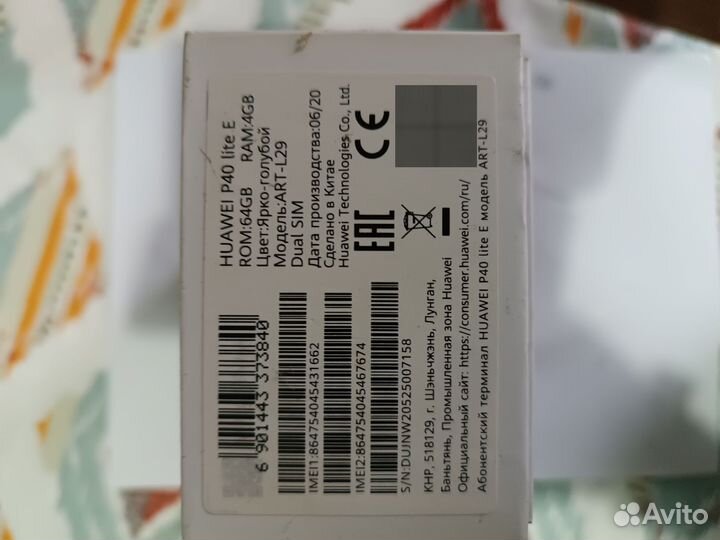 HUAWEI P40 lite E
ROM:64GB RAM:4GB
Цвет:Ярко-голубой
Модель:ART-L29
Dual SIM
Дата производства:06/20
Сделано в Китае
Huawei Technologies Co., Ltd.
EAC CE
6 901443 373840
IMEI1:864754045431662
IMEI2:864754045467674
S/N:DUJNW20525007158
КНР, 518129, г. Шэньчжэнь, Лунган,
Баньтянь, Промышленная зона Huawei
Официальный сайт: https://consumer.huawei.com/ru/
Абонентский терминал HUAWEI P40 lite E модель ART-L29
Avito